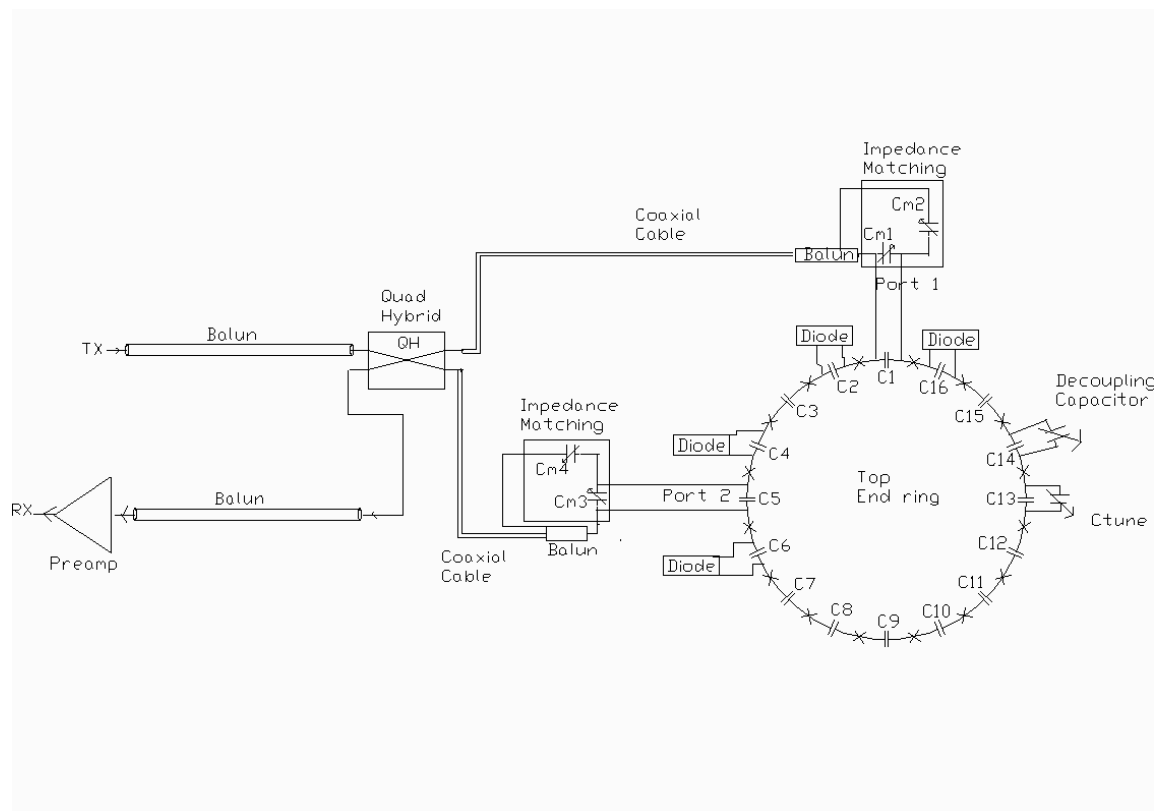 Impedance
Matching
Cm2
Coaxial
Cable
Cm1
Balun
Port 1
Quad
Hybrid
Balun
QH
TX
Diode
Diode
C1
C2
C16
Decoupling
Capacitor
C3
C15
Impedance
Matching
Diode
C4
C14
Cm4
Top
End ring
Cm3
Port 2
C5
C13
Balun
RX
Ctune
Preamp
Balun
Coaxial
Cable
C6
C12
Diode
C7
C11
C8
C9
C10